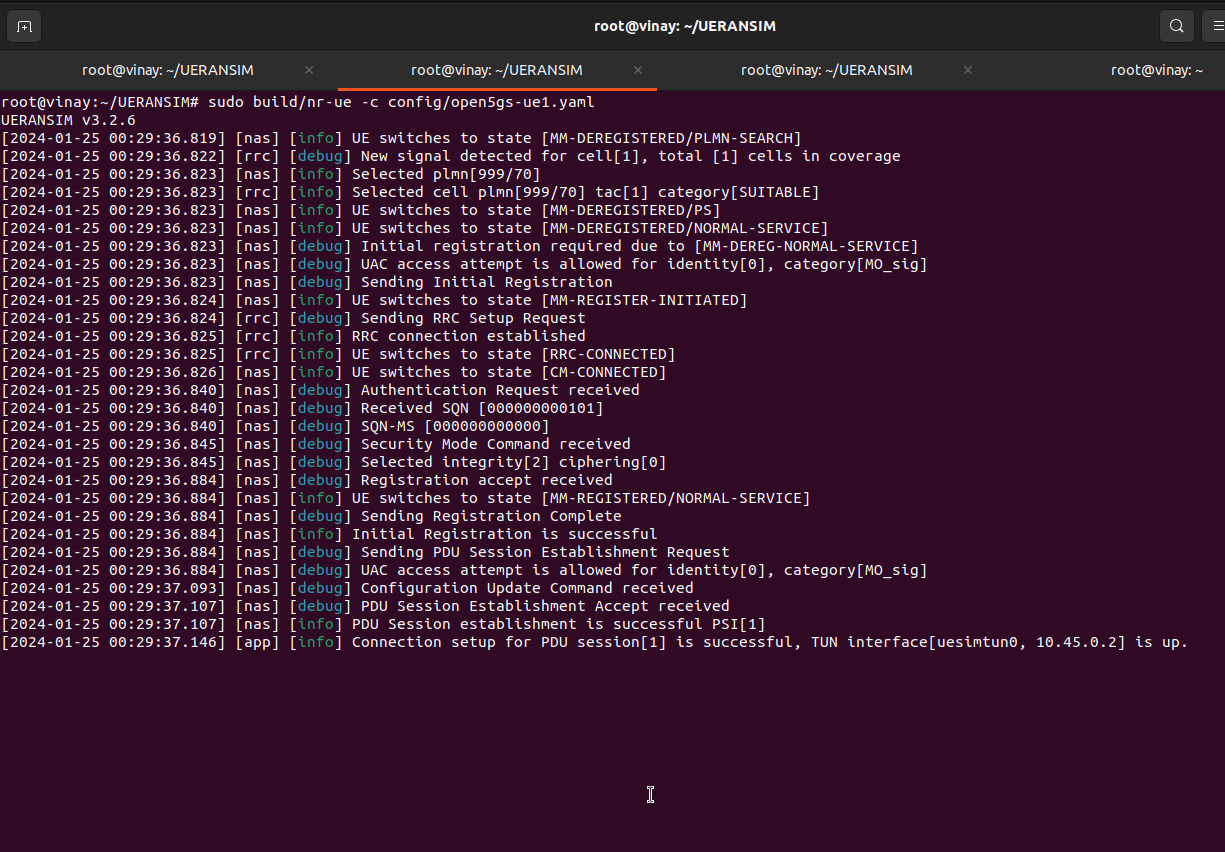 root@vinay: ~/UERANSIM
root@vinay: ~/UERANSIM × root@vinay: ~/UERANSIM × root@vinay: ~/UERANSIM × root@vinay: ~
root@vinay:~/UERANSIM# sudo build/nr-ue -c config/open5gs-ue1.yaml
UERANSIM v3.2.6
[2024-01-25 00:29:36.819] [nas] [info] UE switches to state [MM-DEREGISTERED/PLMN-SEARCH]
[2024-01-25 00:29:36.822] [rrc] [debug] New signal detected for cell[1], total [1] cells in coverage
[2024-01-25 00:29:36.823] [nas] [info] Selected plmn[999/70]
[2024-01-25 00:29:36.823] [rrc] [info] Selected cell plmn[999/70] tac[1] category[SUITABLE]
[2024-01-25 00:29:36.823] [nas] [info] UE switches to state [MM-DEREGISTERED/PS]
[2024-01-25 00:29:36.823] [nas] [info] UE switches to state [MM-DEREGISTERED/NORMAL-SERVICE]
[2024-01-25 00:29:36.823] [nas] [debug] Initial registration required due to [MM-DEREG-NORMAL-SERVICE]
[2024-01-25 00:29:36.823] [nas] [debug] UAC access attempt is allowed for identity[0], category[MO_sig]
[2024-01-25 00:29:36.823] [nas] [debug] Sending Initial Registration
[2024-01-25 00:29:36.824] [nas] [info] UE switches to state [MM-REGISTER-INITIATED]
[2024-01-25 00:29:36.824] [rrc] [debug] Sending RRC Setup Request
[2024-01-25 00:29:36.825] [rrc] [info] RRC connection established
[2024-01-25 00:29:36.825] [rrc] [info] UE switches to state [RRC-CONNECTED]
[2024-01-25 00:29:36.826] [nas] [info] UE switches to state [CM-CONNECTED]
[2024-01-25 00:29:36.840] [nas] [debug] Authentication Request received
[2024-01-25 00:29:36.840] [nas] [debug] Received SQN [000000000101]
[2024-01-25 00:29:36.840] [nas] [debug] SQN-MS [000000000000]
[2024-01-25 00:29:36.845] [nas] [debug] Security Mode Command received
[2024-01-25 00:29:36.845] [nas] [debug] Selected integrity[2] ciphering[0]
[2024-01-25 00:29:36.884] [nas] [debug] Registration accept received
[2024-01-25 00:29:36.884] [nas] [info] UE switches to state [MM-REGISTERED/NORMAL-SERVICE]
[2024-01-25 00:29:36.884] [nas] [debug] Sending Registration Complete
[2024-01-25 00:29:36.884] [nas] [info] Initial Registration is successful
[2024-01-25 00:29:36.884] [nas] [debug] Sending PDU Session Establishment Request
[2024-01-25 00:29:36.884] [nas] [debug] UAC access attempt is allowed for identity[0], category[MO_sig]
[2024-01-25 00:29:37.093] [nas] [debug] Configuration Update Command received
[2024-01-25 00:29:37.107] [nas] [debug] PDU Session Establishment Accept received
[2024-01-25 00:29:37.107] [nas] [info] PDU Session establishment is successful PSI[1]
[2024-01-25 00:29:37.146] [app] [info] Connection setup for PDU session[1] is successful, TUN interface[uesimtun0, 10.45.0.2] is up.